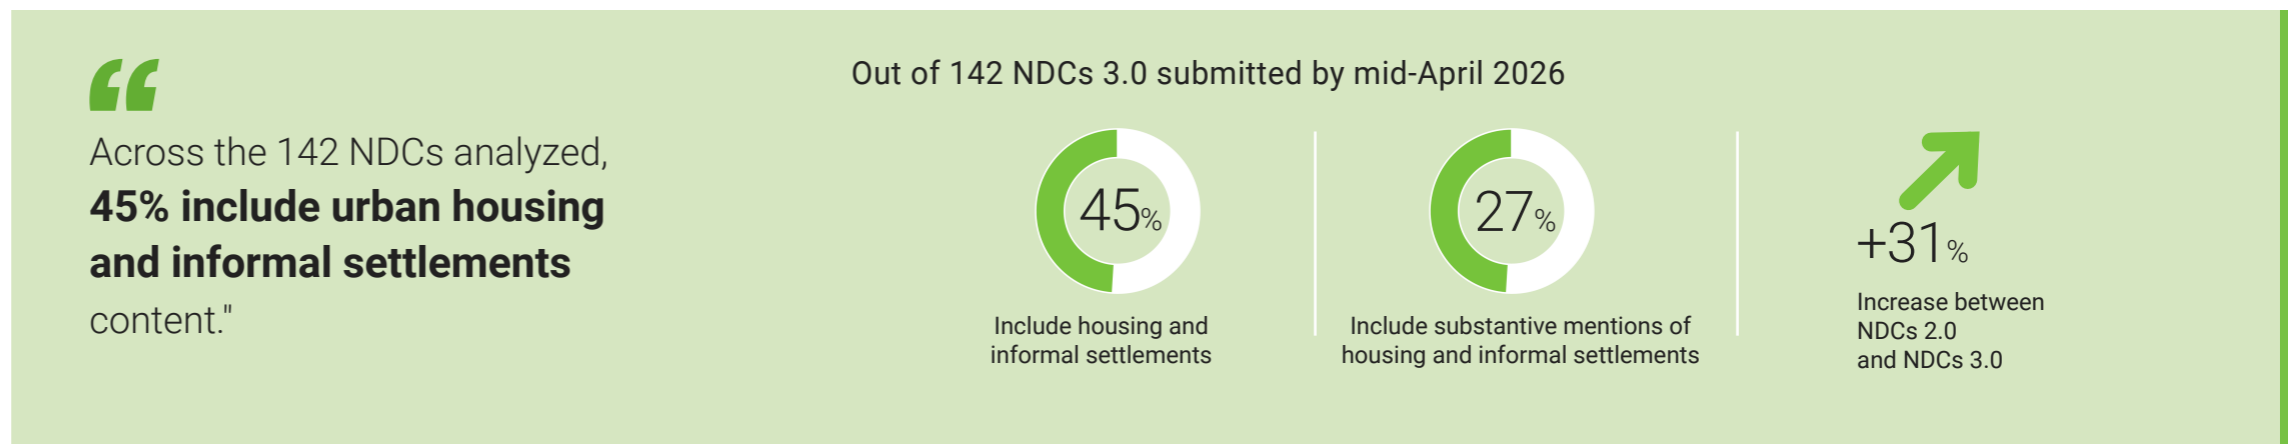 “
Across the 142 NDCs analyzed,
45% include urban housing
and informal settlements
content."
Out of 142 NDCs 3.0 submitted by mid-April 2026
45%
Include housing and
informal settlements
27%
Include substantive mentions of
housing and informal settlements
+31%
Increase between
NDCs 2.0
and NDCs 3.0